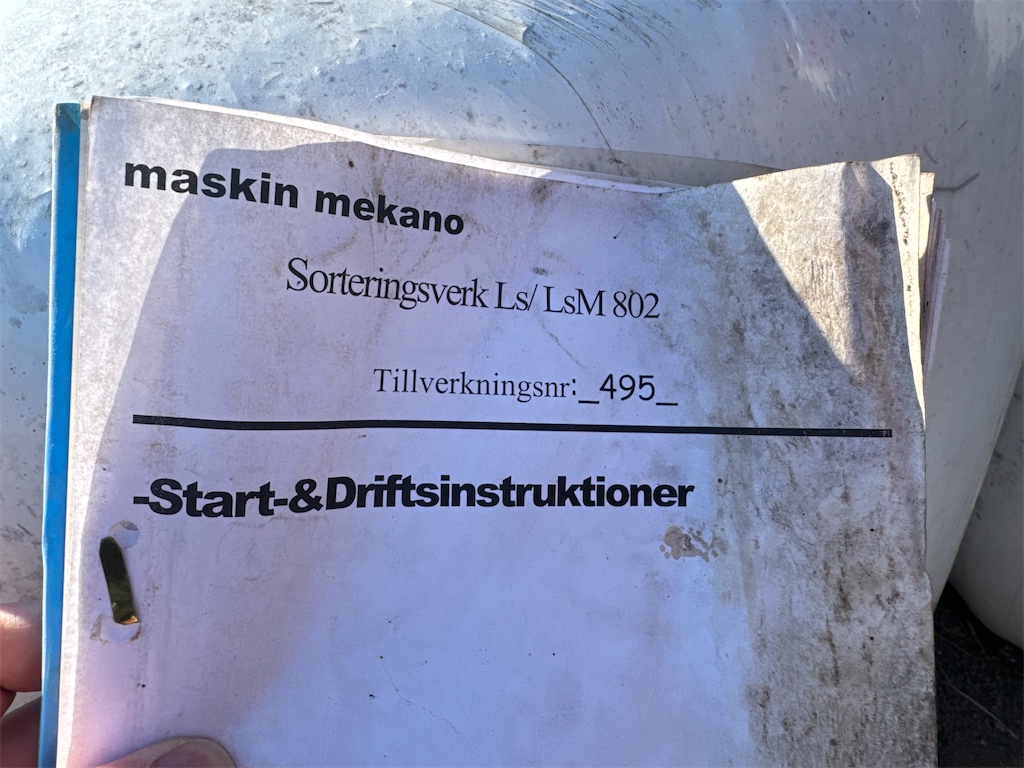 maskin mekano
Sorteringsverk Ls/ LsM 802
Tillverkningsnr:_495_
-Start-&Driftsinstruktioner